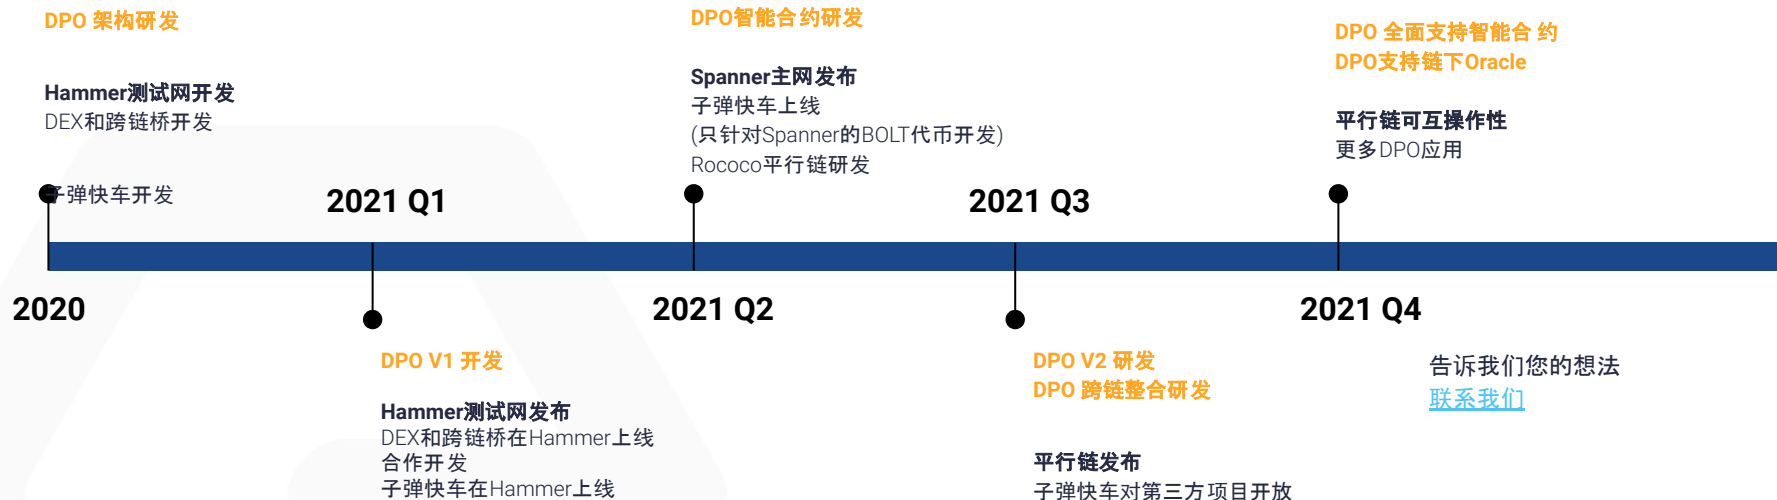 DPO 架构研发
Hammer测试网开发
DEX和跨链桥开发
子弹快车开发
2020
2021 Q1
DPO V1 开发
Hammer测试网发布
DEX和跨链桥在Hammer上线
合作开发
子弹快车在Hammer上线
DPO智能合约研发
Spanner主网发布
子弹快车上线
(只针对Spanner的BOLT代币开发)
Rococo平行链研发
2021 Q2
2021 Q3
DPO V2 研发
DPO 跨链整合研发
平行链发布
子弹快车对第三方项目开放
DPO 全面支持智能合 约
DPO支持链下Oracle
平行链可互操作性
更多DPO应用
2021 Q4
告诉我们您的想法
联系我们